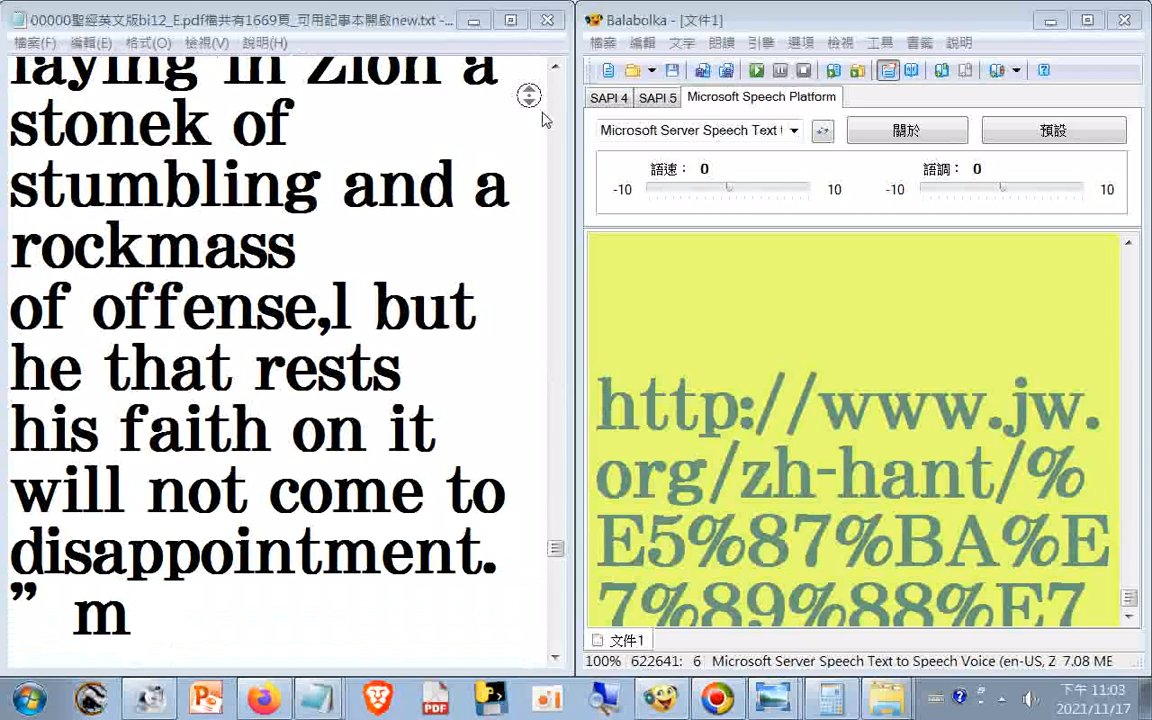 00000聖經英文版bi12_E.pdf檔共有1669頁_可用記事本開啟new.txt -...
檔案(F) 編輯(E) 格式(O) 檢視(V) 說明(H)
laying in Zion a
stonek of
stumbling and a
rockmass
of offense,l but
he that rests
his faith on it
will not come to
disappointment.
” m
Balabolka - [文件1]
檔案 編輯 文字 朗讀 引擎 選項 檢視 工具 書籤 說明
SAPI 4 SAPI 5 Microsoft Speech Platform
Microsoft Server Speech Text 關於 預設
語速: 0 語調: 0
-10 10 -10 10
http://www.jw.
org/zh-hant/%
E5%87%BA%E
7%89%88%E7
文件1
100% 622641: 6 Microsoft Server Speech Text to Speech Voice (en-US, Z 7.08 ME
PDF
下午 11:03
2021/11/17